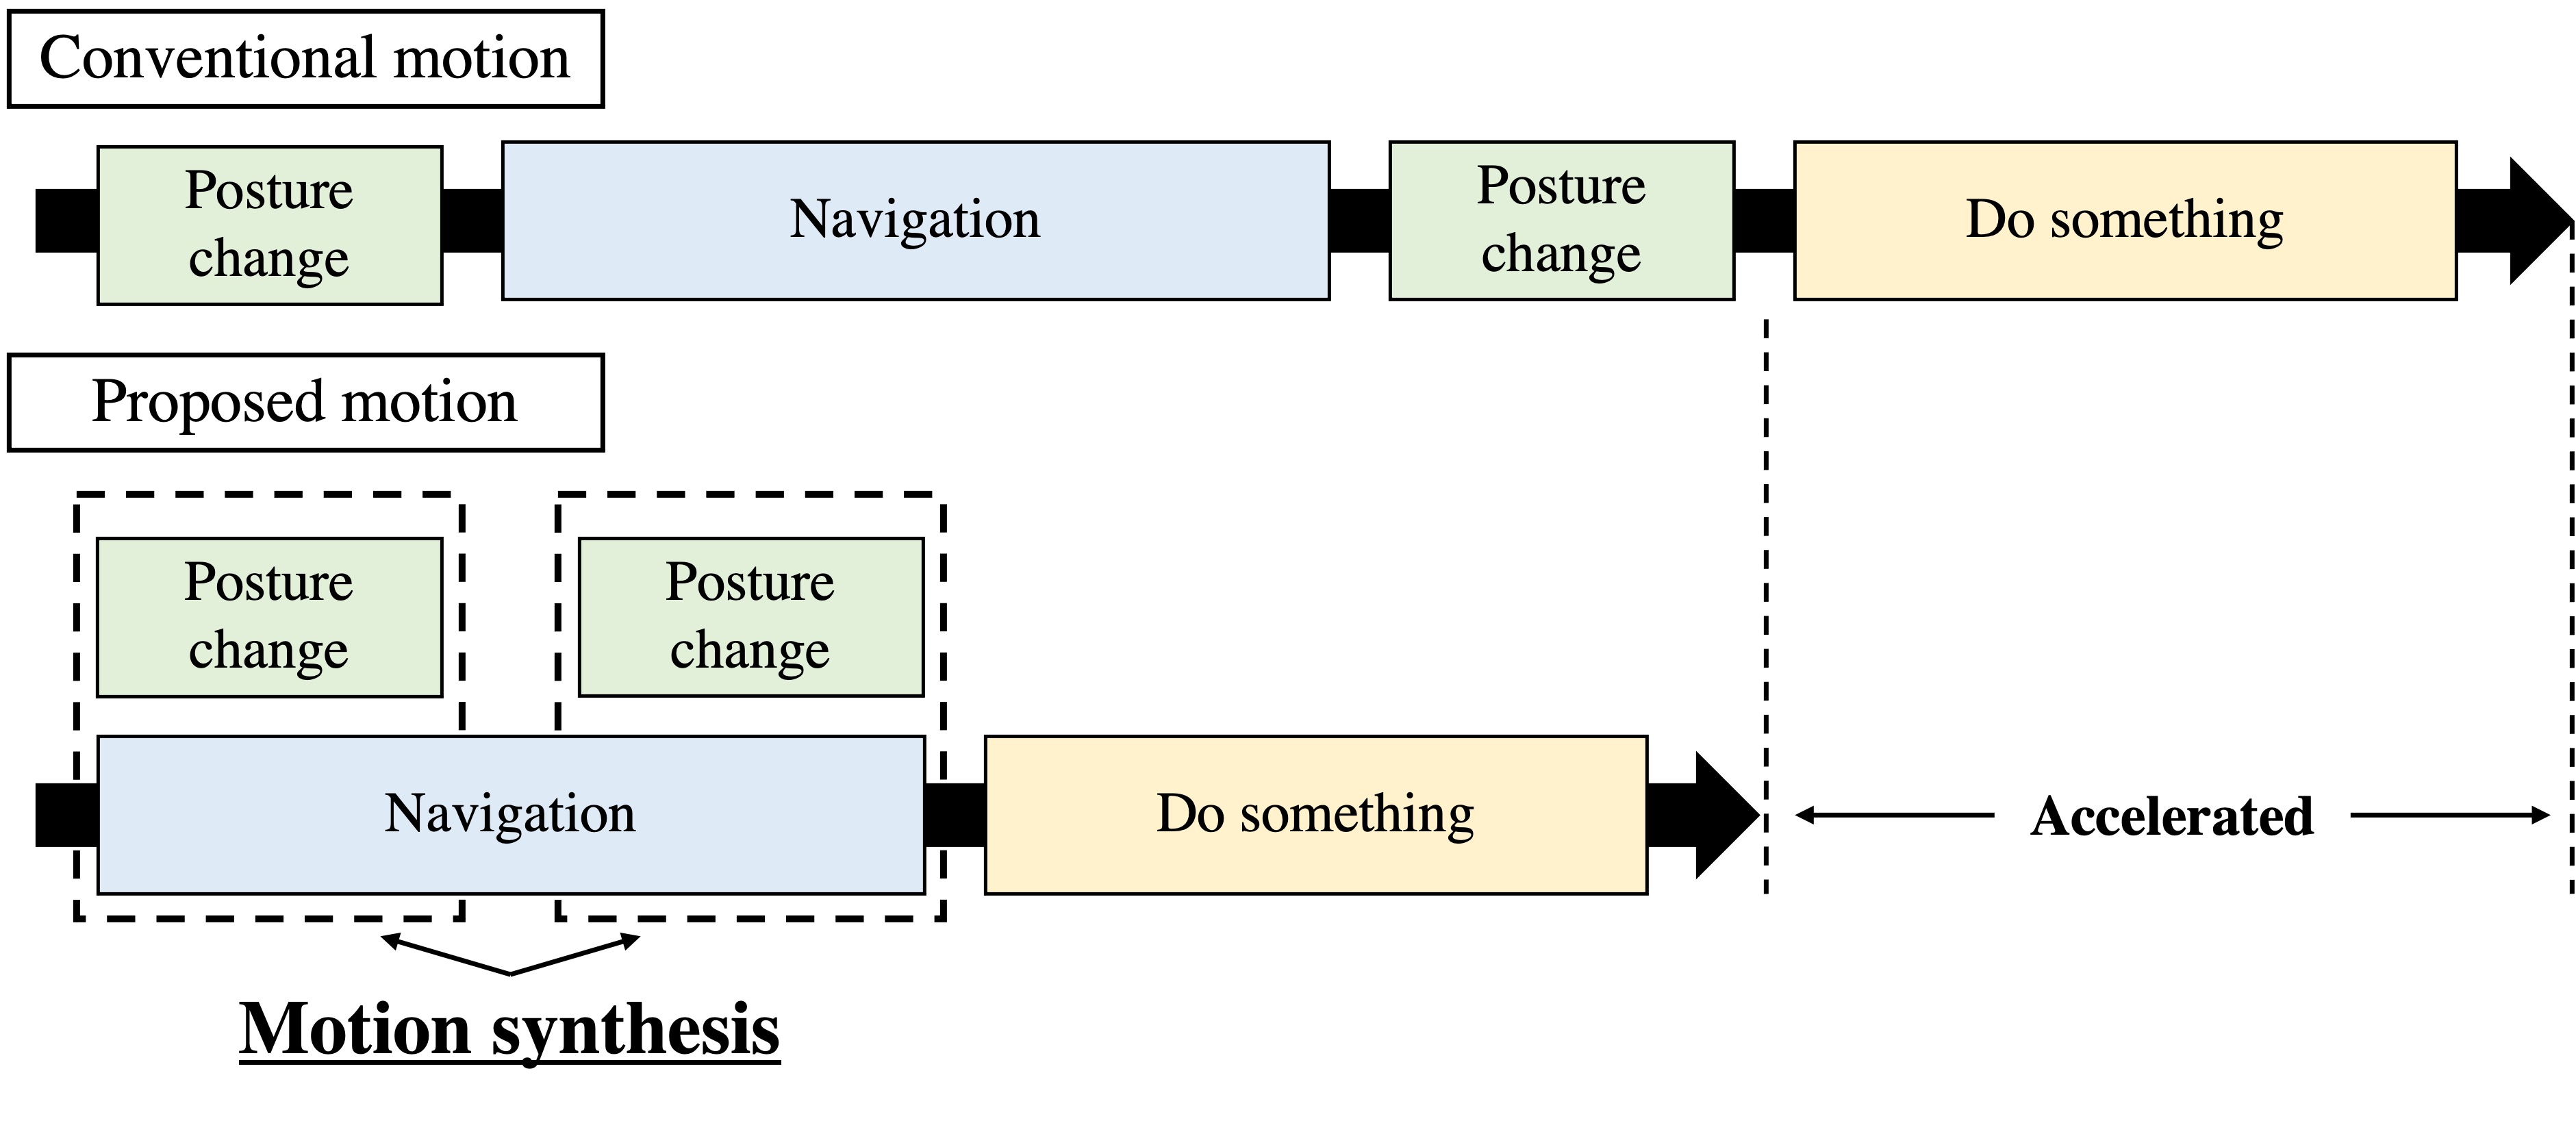 Conventional motion
Posture
change
Navigation
Posture
change
Do something
Proposed motion
Posture
change
Posture
change
Navigation
Do something
Accelerated
Motion synthesis